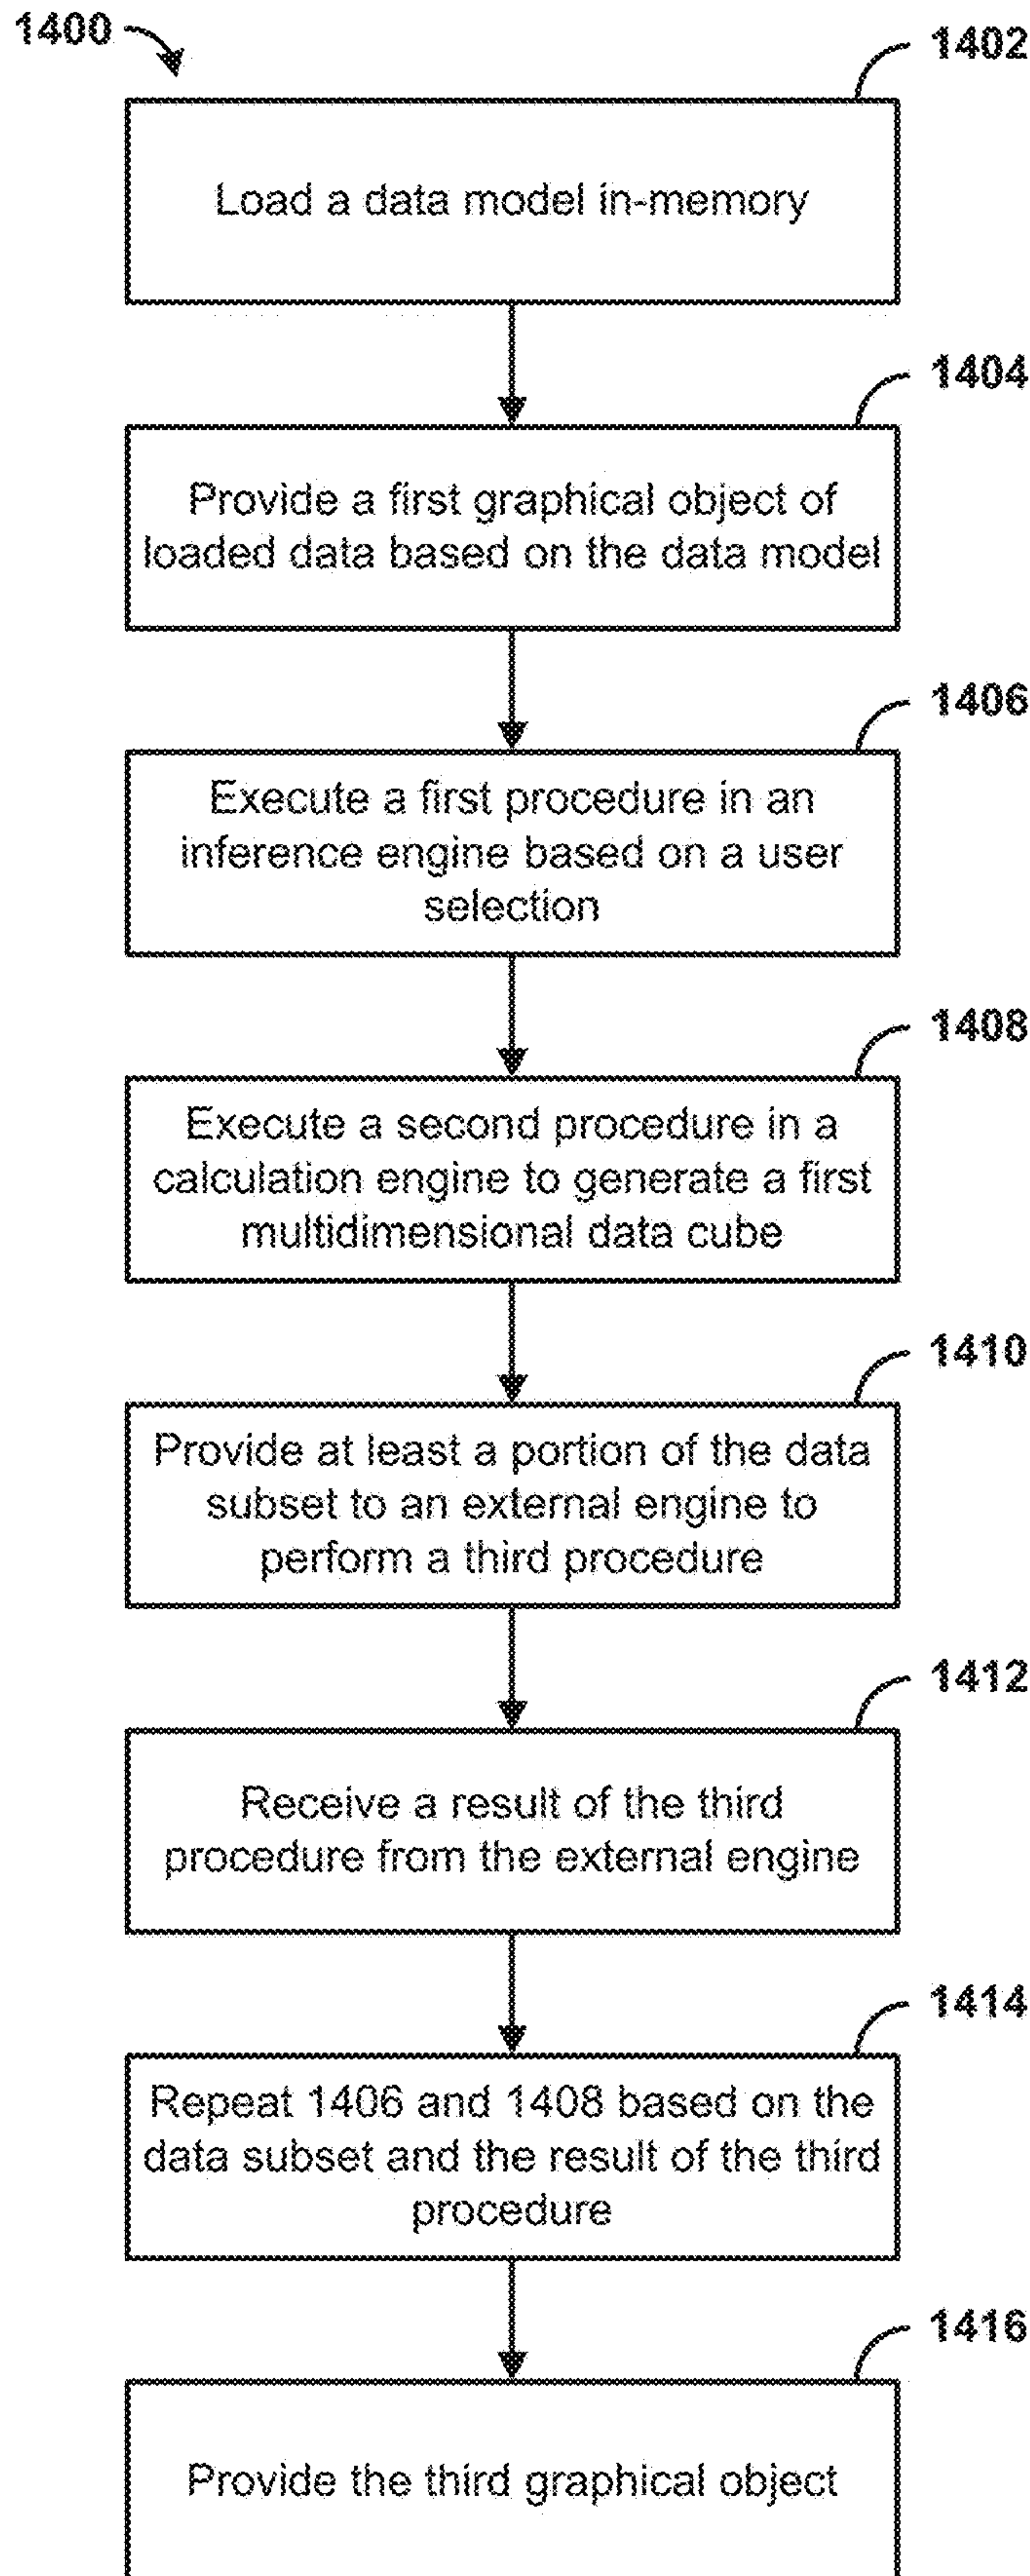 1400
1402
Load a data model in-memory
1404
Provide a first graphical object of
loaded data based on the data model
1406
Execute a first procedure in an
inference engine based on a user
selection
1408
Execute a second procedure in a
calculation engine to generate a first
multidimensional data cube
1410
Provide at least a portion of the data
subset to an external engine to
perform a third procedure
1412
Receive a result of the third
procedure from the external engine
1414
Repeat 1406 and 1408 based on the
data subset and the result of the third
procedure
1416
Provide the third graphical object